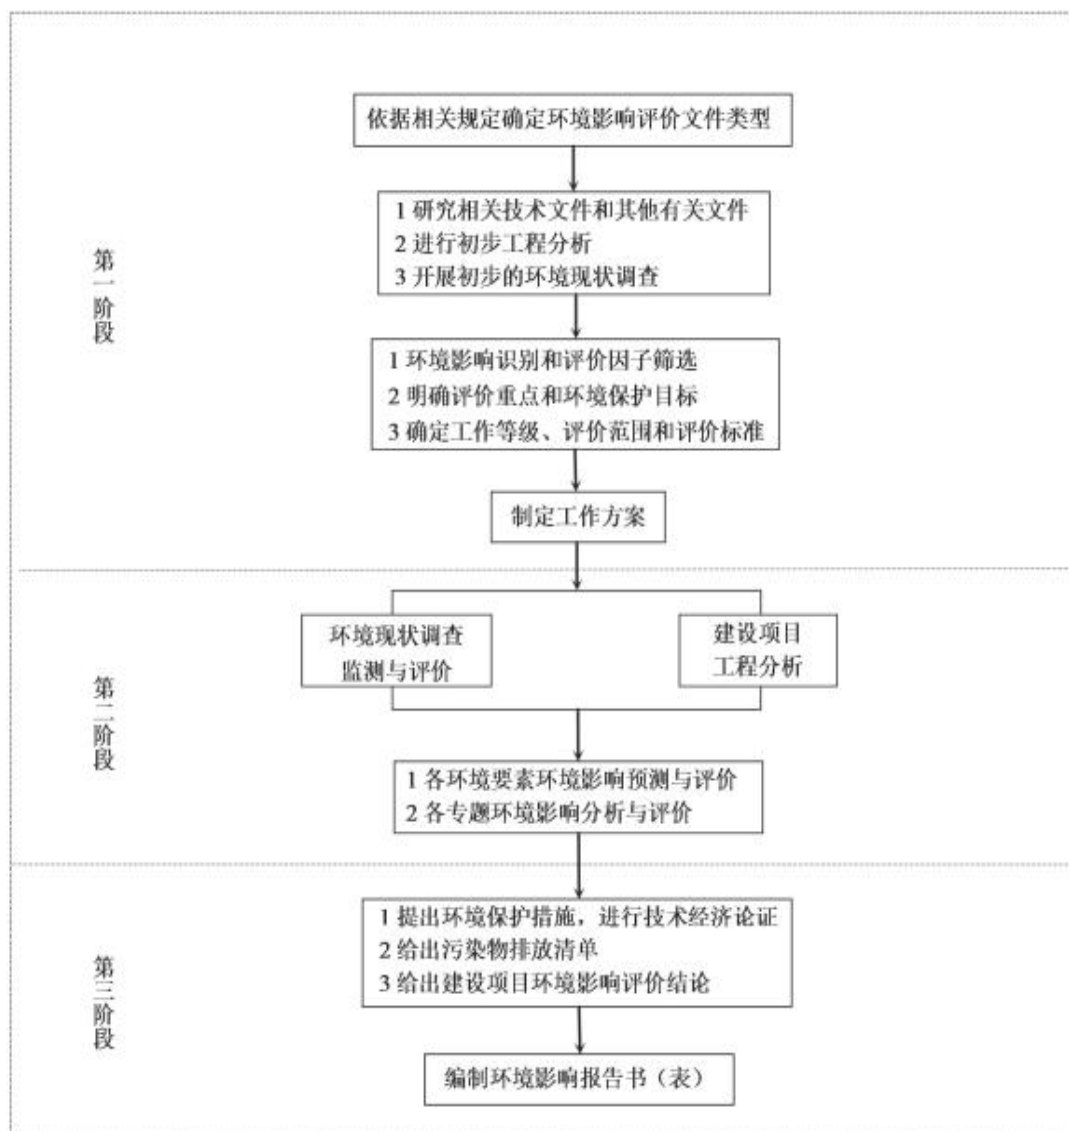 依据相关规定确定环境影响评价文件类型
1 研究相关技术文件和其他有关文件
2 进行初步工程分析
3 开展初步的环境现状调查
第一阶段
1 环境影响识别和评价因子筛选
2 明确评价重点和环境保护目标
3 确定工作等级、评价范围和评价标准
制定工作方案
环境现状调查
监测与评价
建设项目
工程分析
第二阶段
1 各环境要素环境影响预测与评价
2 各专题环境影响分析与评价
1 提出环境保护措施，进行技术经济论证
2 给出污染物排放清单
3 给出建设项目环境影响评价结论
第三阶段
编制环境影响报告书（表）